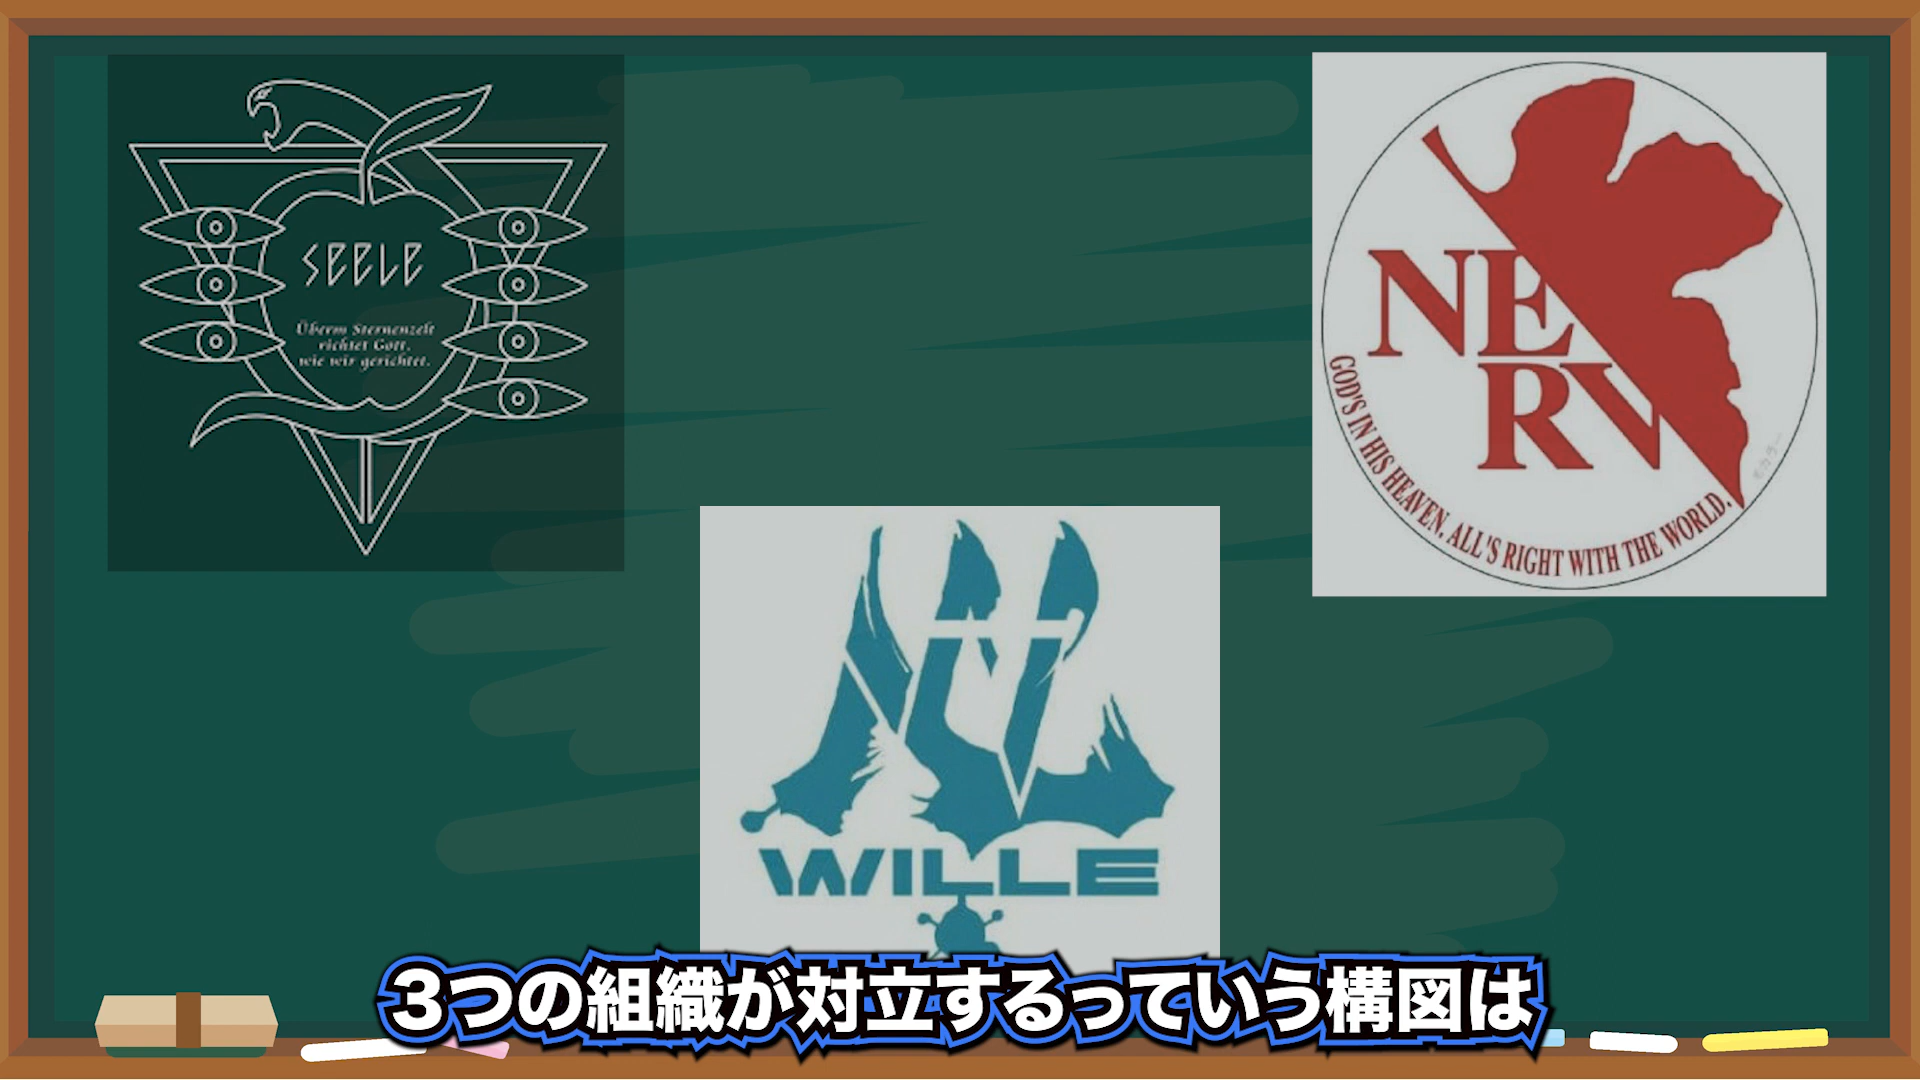 SEELE
Überm Sternenzelt
richtet Gott,
wie wir gerichtet.
NERV
GOD'S IN HIS HEAVEN. ALL'S RIGHT WITH THE WORLD.
WILLE
3つの組織が対立するっていう構図は